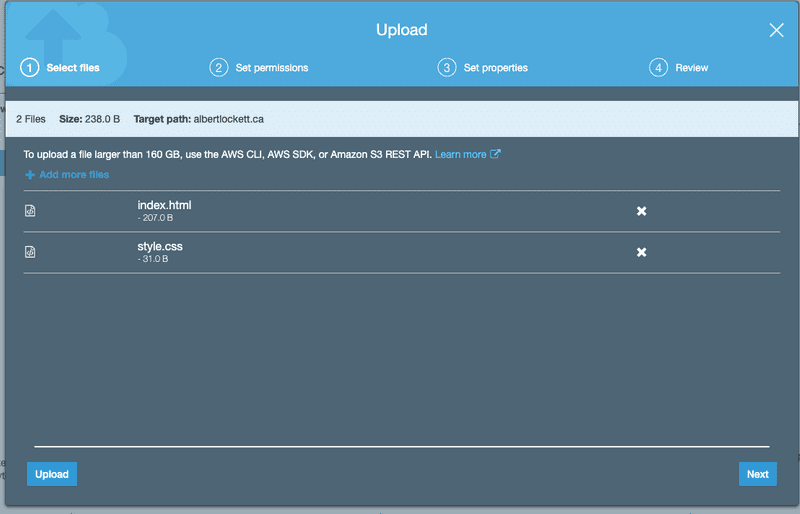 Upload
1 Select files
2 Set permissions
3 Set properties
4 Review
2 Files Size: 238.0 B Target path: albertlockett.ca
To upload a file larger than 160 GB, use the AWS CLI, AWS SDK, or Amazon S3 REST API. Learn more
Add more files
index.html
- 207.0 B
style.css
- 31.0 B
Upload
Next